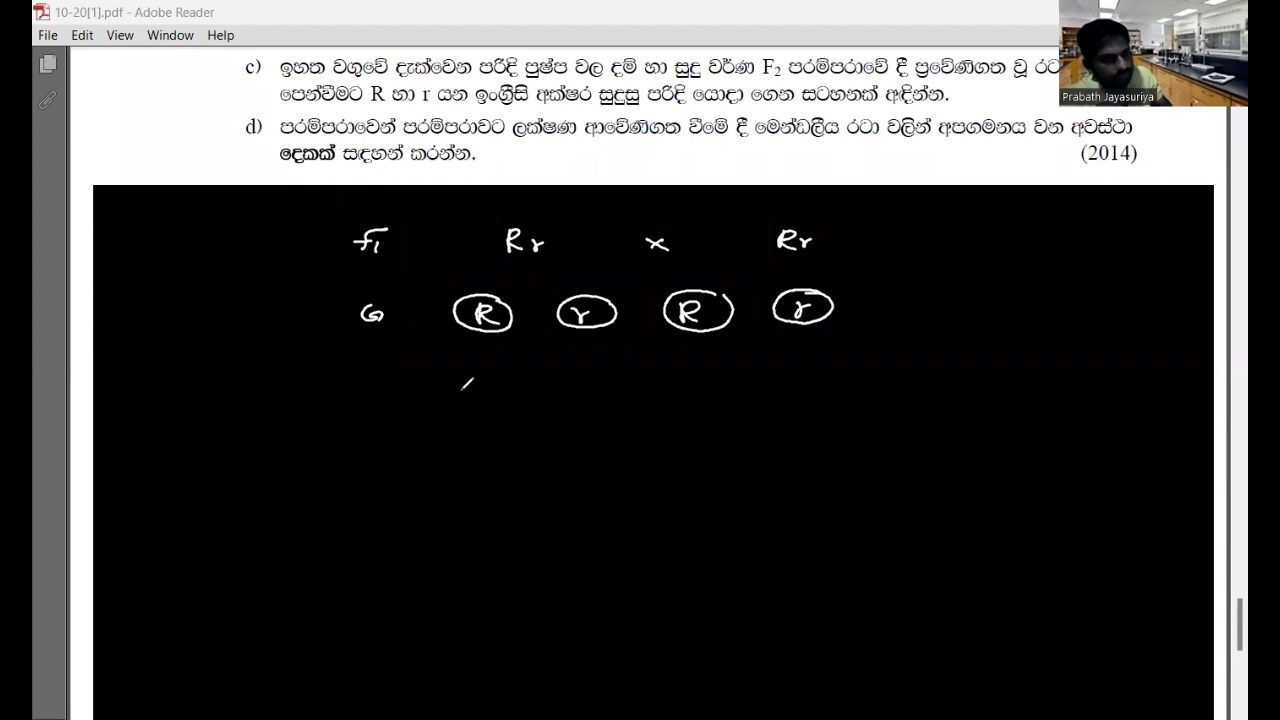 10-20[1].pdf - Adobe Reader
File Edit View Window Help
Prabath Jayasuriya
c) ඉහත වගුවේ දැක්වෙන පරිදි පුෂ්ප වල දම් හා සුදු වර්ණ F₂ පරම්පරාවේ දී ප්‍රවේණිගත වූ රටා
පෙන්වීමට R හා r යන ඉංග්‍රීසි අක්ෂර සුදුසු පරිදි යොදා ගෙන සටහනක් අඳින්න.
d) පරම්පරාවෙන් පරම්පරාවට ලක්ෂණ ආවේණිගත වීමේ දී මෙන්ඩලීය රටා වලින් අපගමනය වන අවස්ථා
දෙකක් සඳහන් කරන්න. (2014)
F₁ Rr x Rr
G R r R r